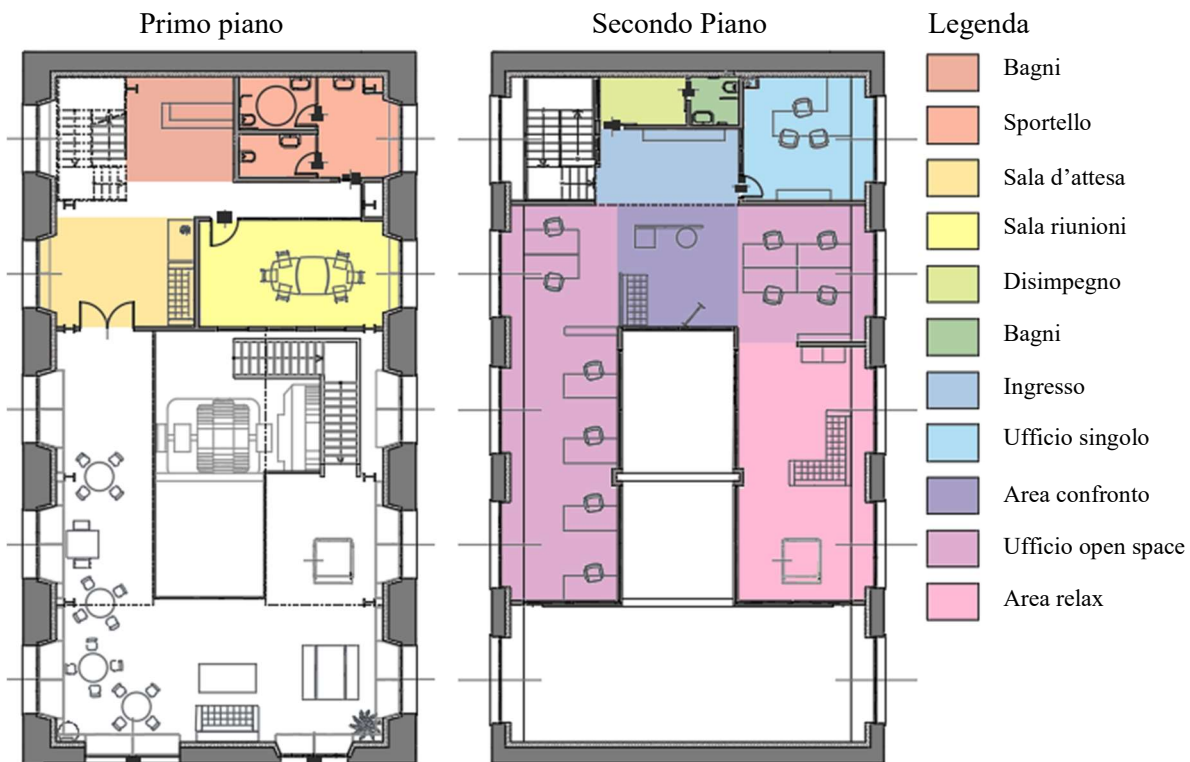 Primo piano
Secondo Piano
Legenda
Bagni
Sportello
Sala d'attesa
Sala riunioni
Disimpegno
Bagni
Ingresso
Ufficio singolo
Area confronto
Ufficio open space
Area relax